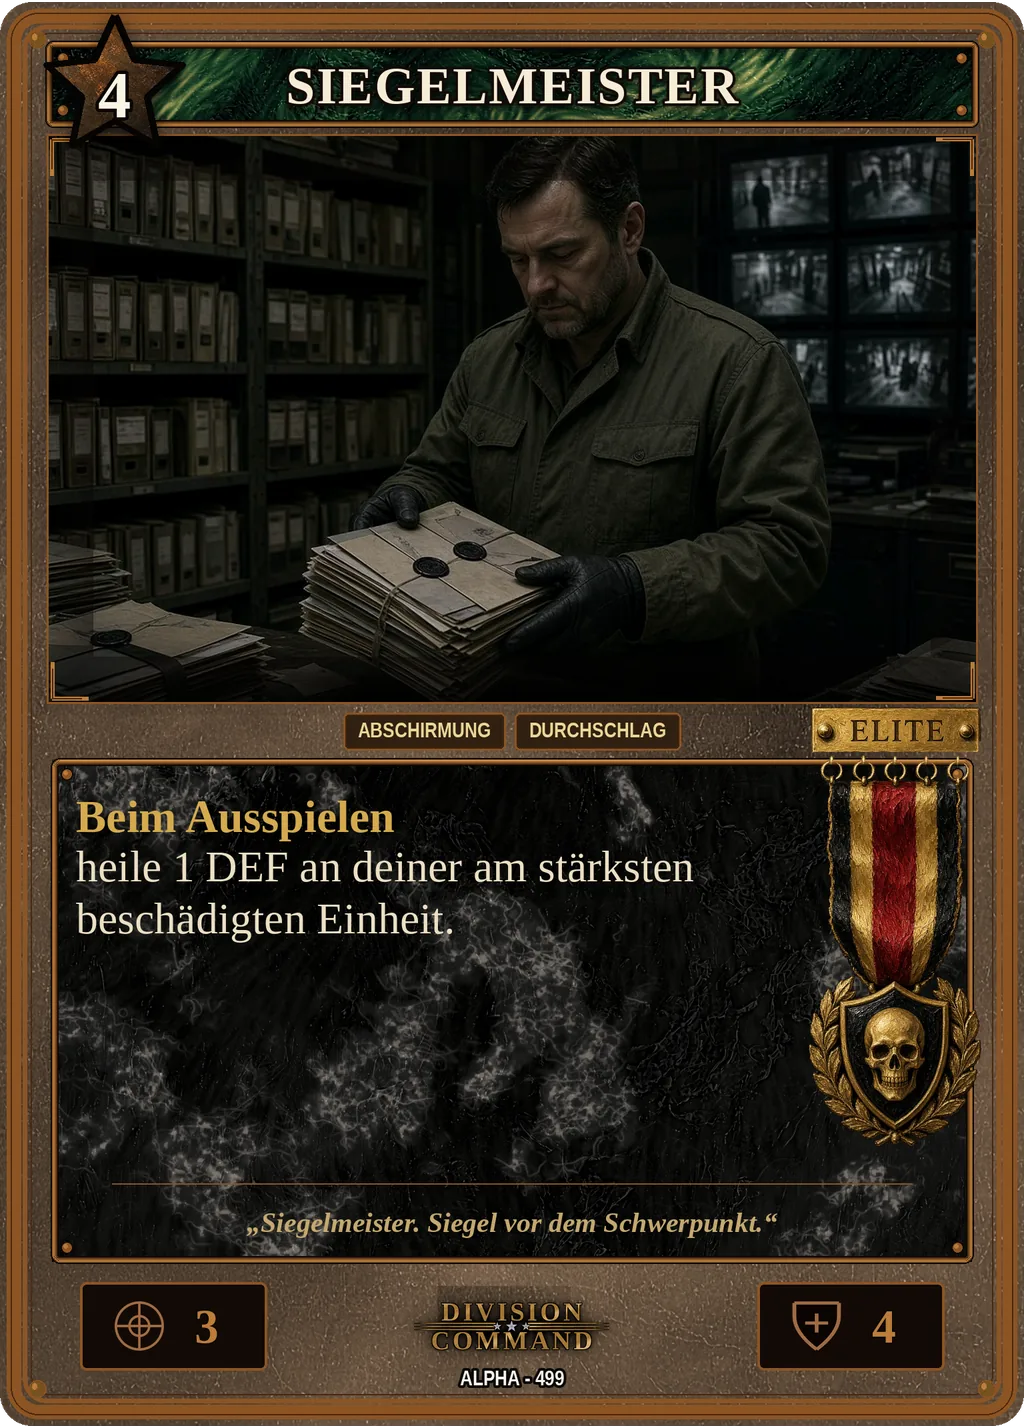 4
SIEGELMEISTER
ABSCHIRMUNG
DURCHSCHLAG
ELITE
Beim Ausspielen
heile 1 DEF an deiner am stärksten
beschädigten Einheit.
„Siegelmeister. Siegel vor dem Schwerpunkt.“
3
DIVISION
COMMAND
4
ALPHA - 499